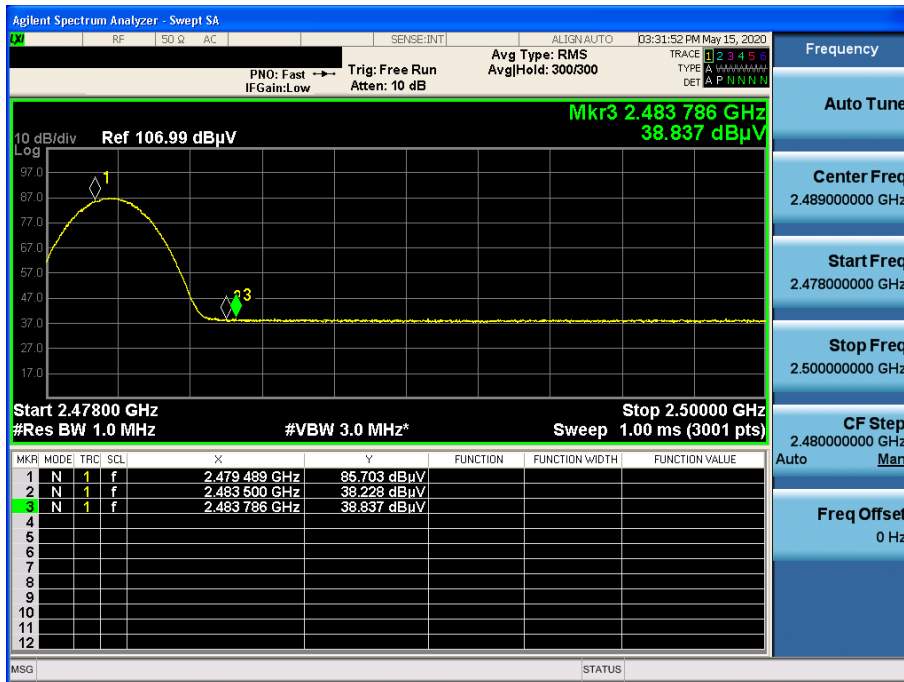 Agilent Spectrum Analyzer - Swept SA
LXI RF 50 Ω AC SENSE:INT ALIGN AUTO 03:31:52 PM May 15, 2020
PNO: Fast Trig: Free Run Avg Type: RMS TRACE 1 2 3 4 5 6
IFGain:Low Atten: 10 dB Avg|Hold: 300/300 TYPE A WWWWW
DET A P N N N N
Mkr3 2.483 786 GHz
38.837 dBµV
10 dB/div Ref 106.99 dBµV
Log
97.0
87.0
77.0
67.0
57.0
47.0
37.0
27.0
17.0
1
3
Start 2.47800 GHz Stop 2.50000 GHz
#Res BW 1.0 MHz #VBW 3.0 MHz* Sweep 1.00 ms (3001 pts)
MKR MODE TRC SCL X Y FUNCTION FUNCTION WIDTH FUNCTION VALUE
1 N 1 f 2.479 489 GHz 85.703 dBµV
2 N 1 f 2.483 500 GHz 38.228 dBµV
3 N 1 f 2.483 786 GHz 38.837 dBµV
4
5
6
7
8
9
10
11
12
MSG STATUS
Frequency
Auto Tune
Center Freq
2.489000000 GHz
Start Freq
2.478000000 GHz
Stop Freq
2.500000000 GHz
CF Step
2.480000000 GHz
Auto Man
Freq Offset
0 Hz